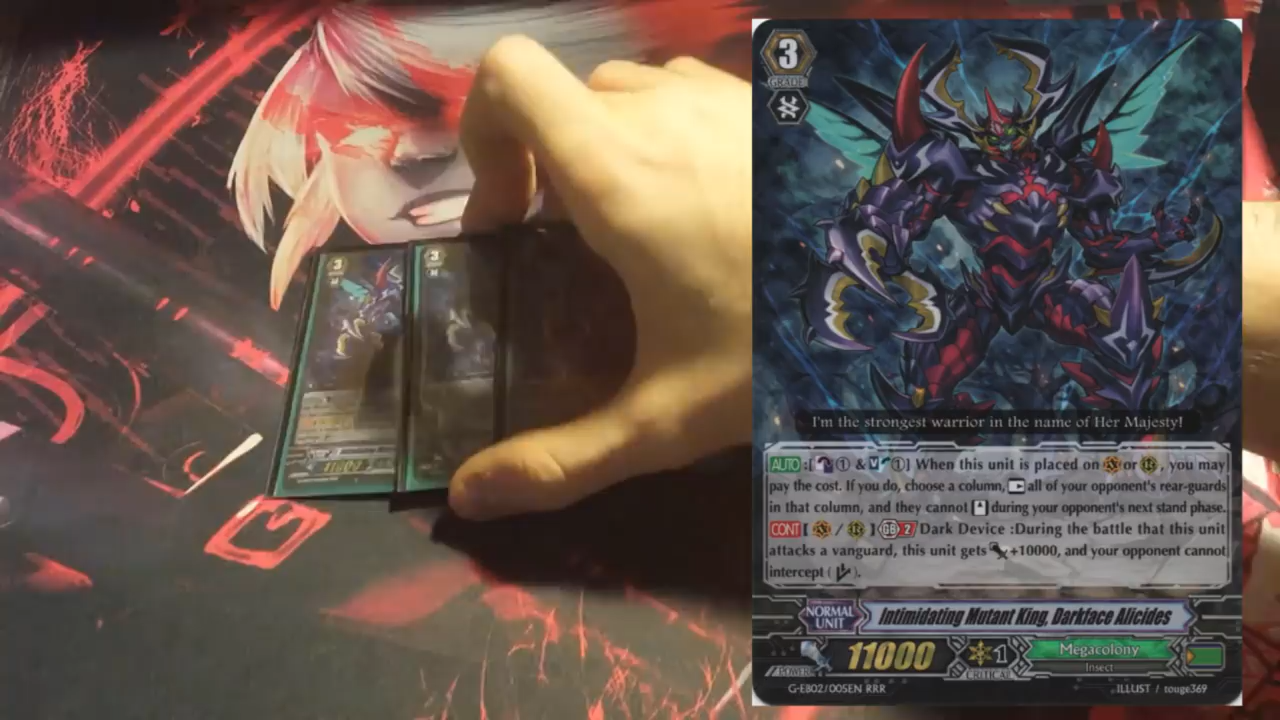 3
GRADE
I'm the strongest warrior in the name of Her Majesty!
AUTO :[ ① & V ① ] When this unit is placed on or , you may
pay the cost. If you do, choose a column, all of your opponent's rear-guards
in that column, and they cannot during your opponent's next stand phase.
CONT [ / ] GB 2 Dark Device :During the battle that this unit
attacks a vanguard, this unit gets +10000, and your opponent cannot
intercept ( ).
NORMAL UNIT
Intimidating Mutant King, Darkface Alicides
POWER 11000 1 CRITICAL
Megacolony
Insect
G-EB02/005EN RRR
ILLUST / touge369
3
3
11000